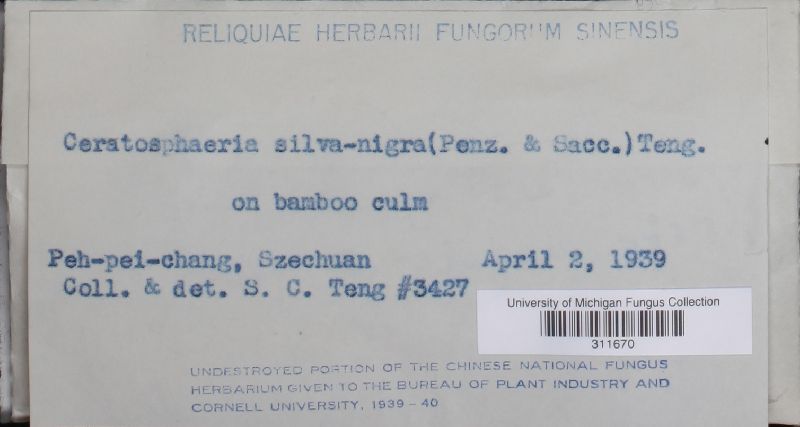 RELIQUIAE HERBARII FUNGORUM SINENSIS
Ceratosphaeria silva-nigra(Penz. & Sacc.)Teng.
on bamboo culm
Peh-pei-chang, Szechuan April 2, 1939
Coll. & det. S. C. Teng #3427
University of Michigan Fungus Collection
311670
UNDESTROYED PORTION OF THE CHINESE NATIONAL FUNGUS
HERBARIUM GIVEN TO THE BUREAU OF PLANT INDUSTRY AND
CORNELL UNIVERSITY, 1939-40